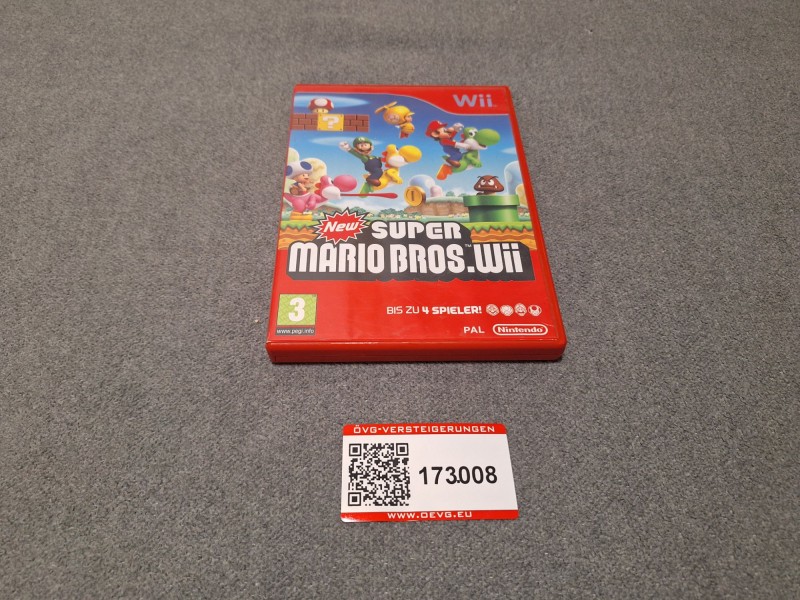 Wii
?
New
SUPER
MARIO BROS.Wii
TM
3
www.pegi.info
BIS ZU 4 SPIELER!
PAL
Nintendo
ÖVG-VERSTEIGERUNGEN
173.008
WWW.OEVG.EU